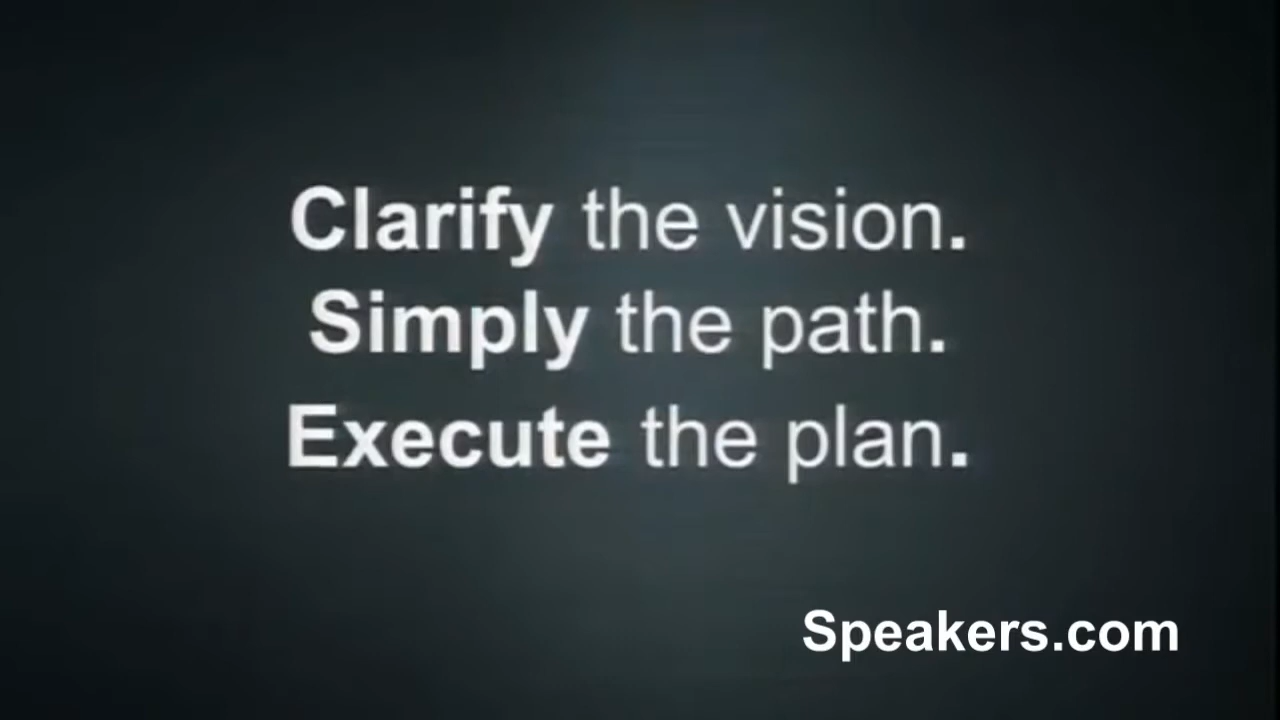 Clarify the vision.
Simply the path.
Execute the plan.
Speakers.com